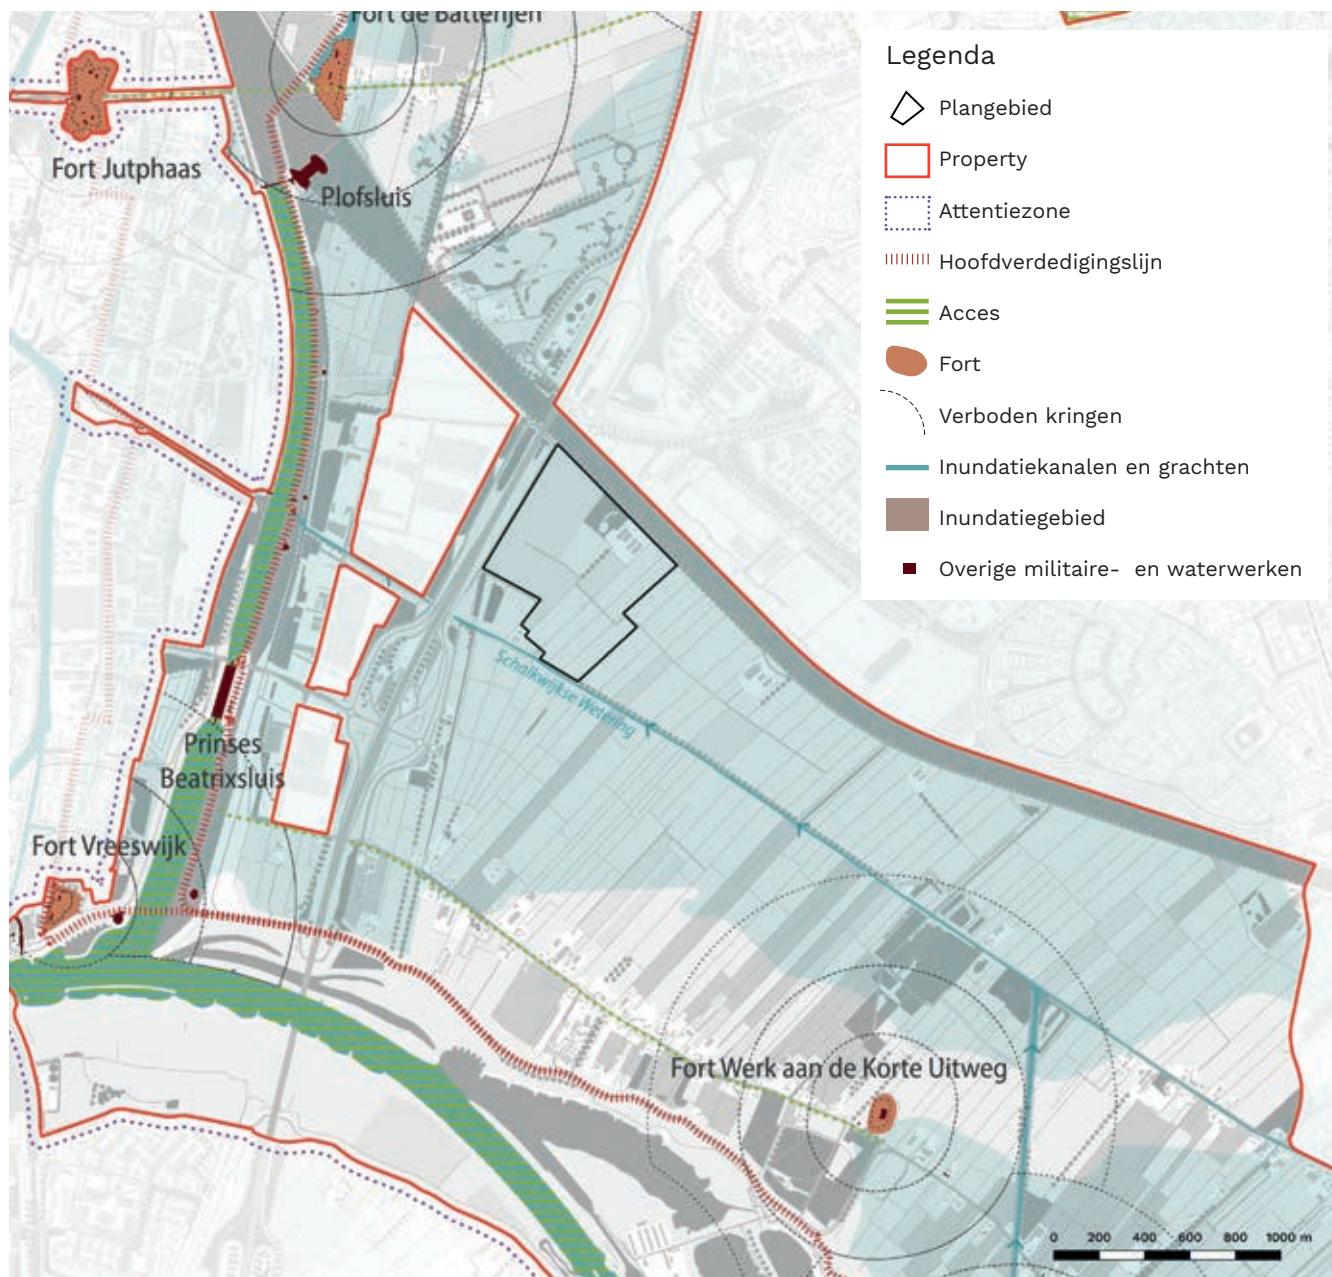 Fort de Batterijen
Fort Jutphaas
Plofsluis
Schalkwijkse Wetering
Prinses
Beatrixsluis
Fort Vreeswijk
Fort Werk aan de Korte Uitweg
Legenda
Plangebied
Property
Attentiezone
Hoofdverdedigingslijn
Acces
Fort
Verboden kringen
Inundatiekanalen en grachten
Inundatiegebied
Overige militaire- en waterwerken
0 200 400 600 800 1000 m